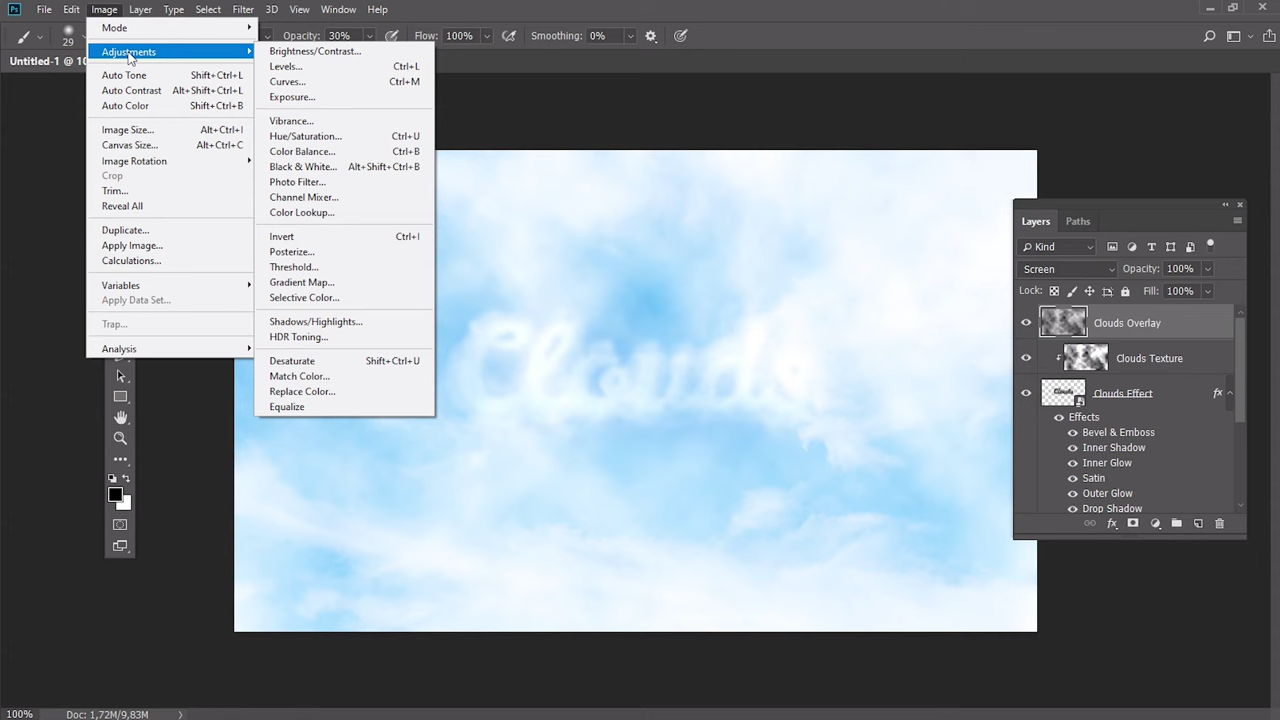 Ps File Edit Image Layer Type Select Filter 3D View Window Help
29 Opacity: 30% Flow: 100% Smoothing: 0%
Untitled-1 @ 10
Mode
Adjustments
Auto Tone Shift+Ctrl+L
Auto Contrast Alt+Shift+Ctrl+L
Auto Color Shift+Ctrl+B
Image Size... Alt+Ctrl+I
Canvas Size... Alt+Ctrl+C
Image Rotation
Crop
Trim...
Reveal All
Duplicate...
Apply Image...
Calculations...
Variables
Apply Data Set...
Trap...
Analysis
Brightness/Contrast...
Levels... Ctrl+L
Curves... Ctrl+M
Exposure...
Vibrance...
Hue/Saturation... Ctrl+U
Color Balance... Ctrl+B
Black & White... Alt+Shift+Ctrl+B
Photo Filter...
Channel Mixer...
Color Lookup...
Invert Ctrl+I
Posterize...
Threshold...
Gradient Map...
Selective Color...
Shadows/Highlights...
HDR Toning...
Desaturate Shift+Ctrl+U
Match Color...
Replace Color...
Equalize
Clouds
Layers Paths
Kind
Screen Opacity: 100%
Lock: Fill: 100%
Clouds Overlay
Clouds Texture
Clouds Effect fx
Effects
Bevel & Emboss
Inner Shadow
Inner Glow
Satin
Outer Glow
Drop Shadow
fx
100% Doc: 1,72M/9,83M